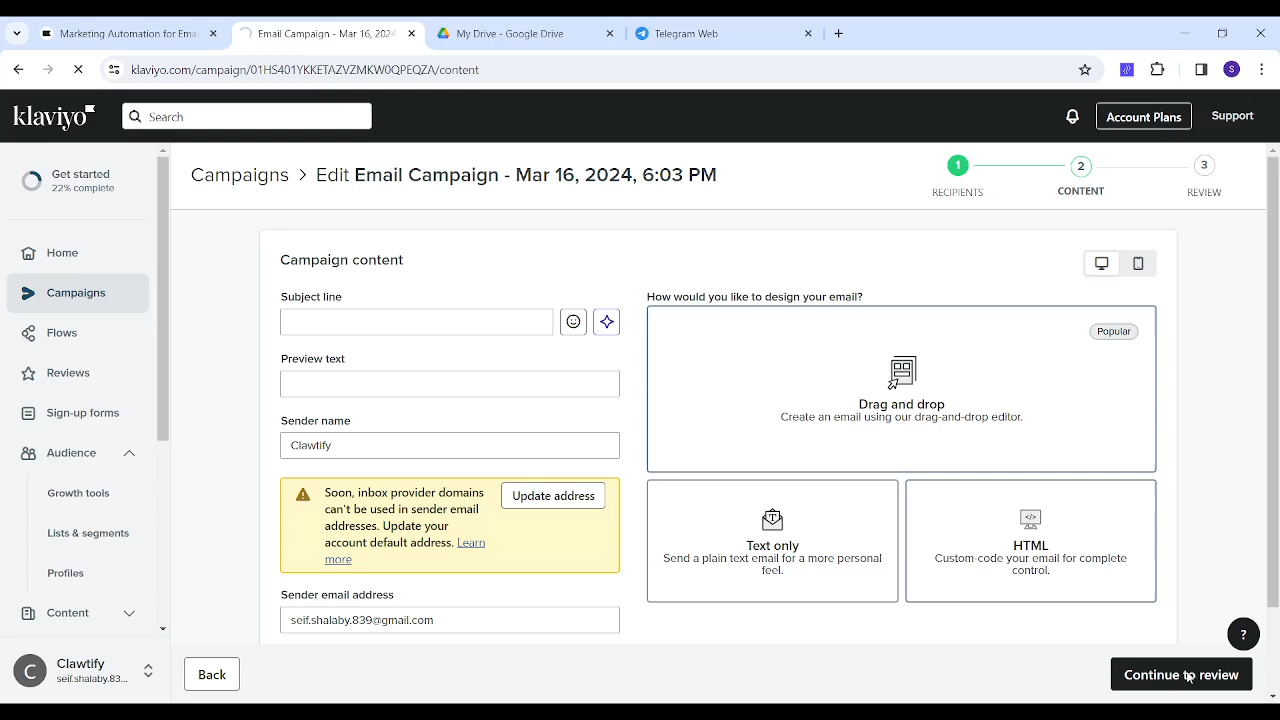 Marketing Automation for Ema
Email Campaign - Mar 16, 202
My Drive - Google Drive
Telegram Web
klaviyo.com/campaign/01HS401YKKETAZVZMKW0QPEQZA/content
S
klaviyo
Search
Account Plans
Support
Get started
22% complete
Campaigns > Edit Email Campaign - Mar 16, 2024, 6:03 PM
1
2
3
RECIPIENTS
CONTENT
REVIEW
Home
Campaigns
Flows
Reviews
Sign-up forms
Audience
Growth tools
Lists & segments
Profiles
Content
C
Clawtify
seif.shalaby.83...
Campaign content
Subject line
Preview text
Sender name
Clawtify
Soon, inbox provider domains
can't be used in sender email
addresses. Update your
account default address. Learn
more
Update address
Sender email address
seif.shalaby.839@gmail.com
How would you like to design your email?
Popular
Drag and drop
Create an email using our drag-and-drop editor.
Text only
Send a plain text email for a more personal
feel.
HTML
Custom-code your email for complete
control.
?
Back
Continue to review